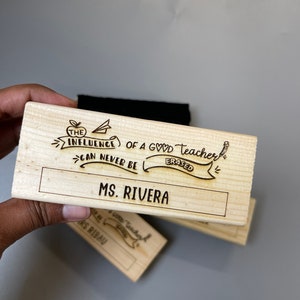 THE INFLUENCE OF A GOOD Teacher
CAN NEVER BE ERASED
MS. RIVERA